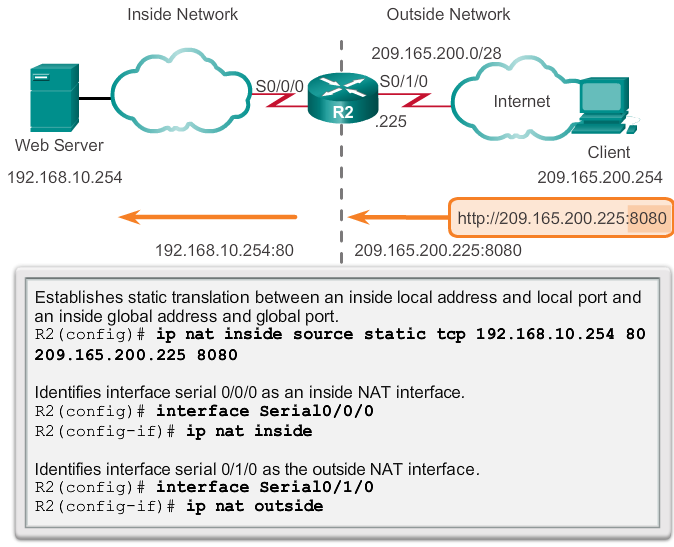 Inside Network
Outside Network
209.165.200.0/28
S0/0/0
S0/1/0
R2
.225
Internet
Web Server
Client
192.168.10.254
209.165.200.254
http://209.165.200.225:8080
192.168.10.254:80
209.165.200.225:8080
Establishes static translation between an inside local address and local port and
an inside global address and global port.
R2(config)# ip nat inside source static tcp 192.168.10.254 80
209.165.200.225 8080
Identifies interface serial 0/0/0 as an inside NAT interface.
R2(config)# interface Serial0/0/0
R2(config-if)# ip nat inside
Identifies interface serial 0/1/0 as the outside NAT interface.
R2(config)# interface Serial0/1/0
R2(config-if)# ip nat outside